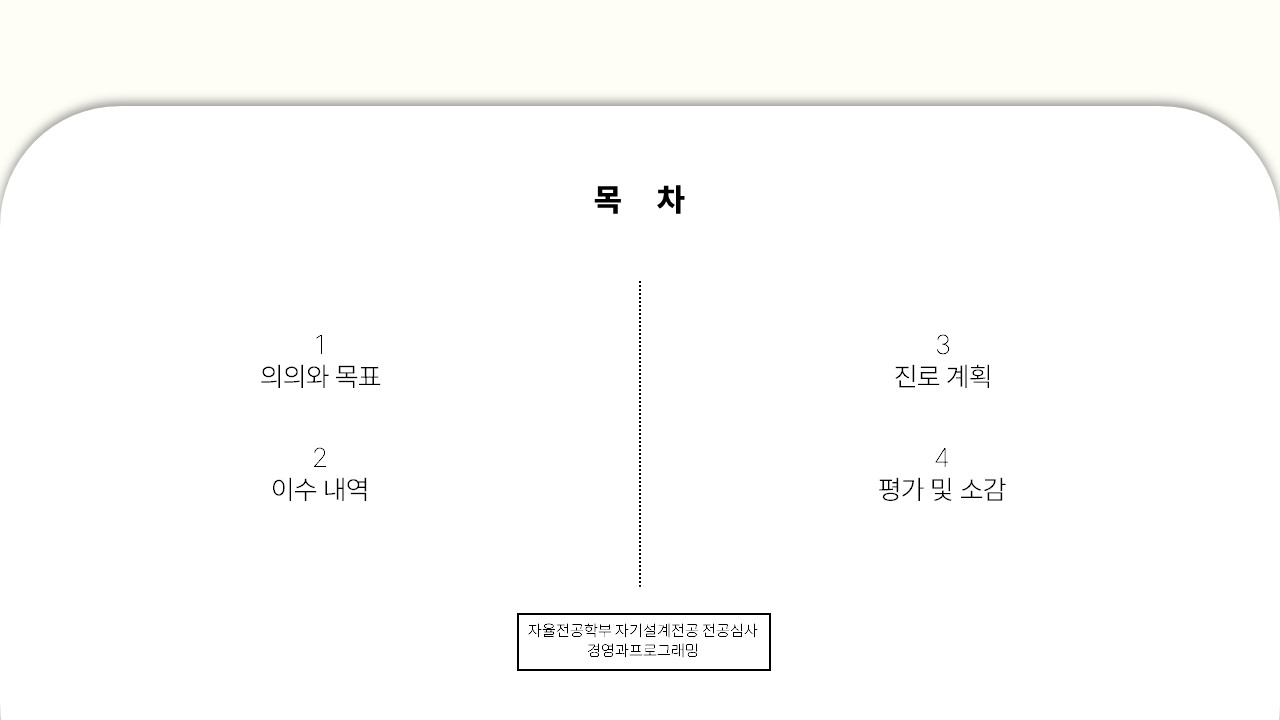 목 차
1
의의와 목표
2
이수 내역
3
진로 계획
4
평가 및 소감
자율전공학부 자기설계전공 전공심사
경영과프로그래밍